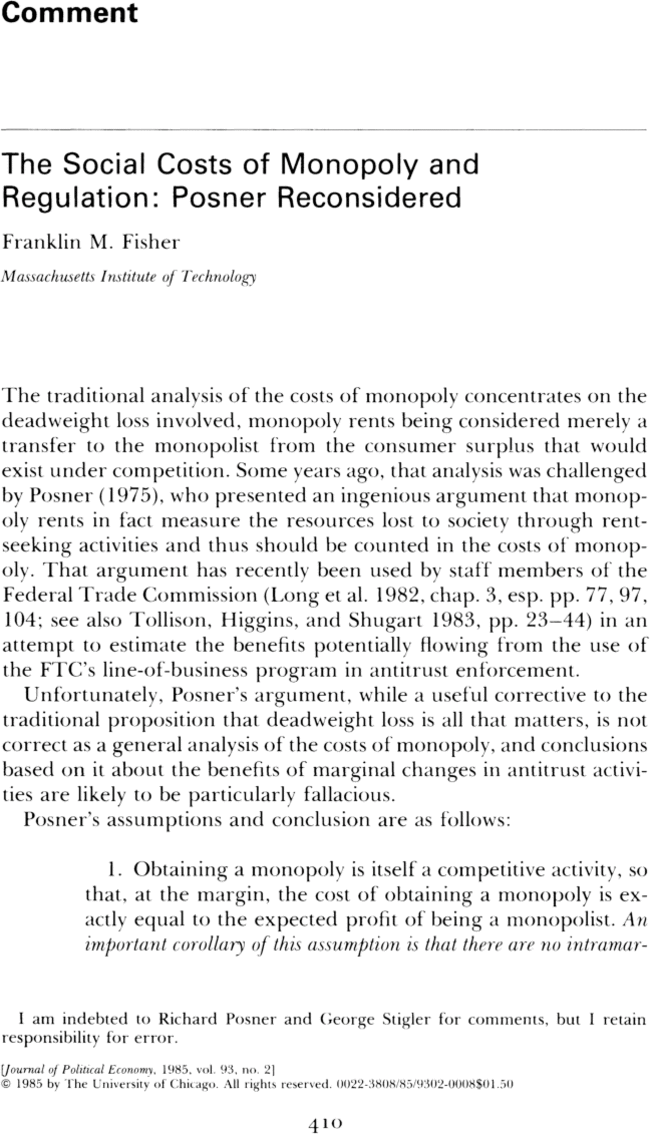 Comment
The Social Costs of Monopoly and
Regulation: Posner Reconsidered
Franklin M. Fisher
Massachusetts Institute of Technology
The traditional analysis of the costs of monopoly concentrates on the
deadweight loss involved, monopoly rents being considered merely a
transfer to the monopolist from the consumer surplus that would
exist under competition. Some years ago, that analysis was challenged
by Posner (1975), who presented an ingenious argument that monop-
oly rents in fact measure the resources lost to society through rent-
seeking activities and thus should be counted in the costs of monop-
oly. That argument has recently been used by staff members of the
Federal Trade Commission (Long et al. 1982, chap. 3, esp. pp. 77, 97,
104; see also Tollison, Higgins, and Shugart 1983, pp. 23–44) in an
attempt to estimate the benefits potentially flowing from the use of
the FTC's line-of-business program in antitrust enforcement.
Unfortunately, Posner's argument, while a useful corrective to the
traditional proposition that deadweight loss is all that matters, is not
correct as a general analysis of the costs of monopoly, and conclusions
based on it about the benefits of marginal changes in antitrust activi-
ties are likely to be particularly fallacious.
Posner's assumptions and conclusion are as follows:
1. Obtaining a monopoly is itself a competitive activity, so
that, at the margin, the cost of obtaining a monopoly is ex-
actly equal to the expected profit of being a monopolist. An
important corollary of this assumption is that there are no intramar-
I am indebted to Richard Posner and George Stigler for comments, but I retain
responsibility for error.
[Journal of Political Economy, 1985, vol. 93, no. 2]
© 1985 by The University of Chicago. All rights reserved. 0022-3808/85/9302-0008$01.50
410